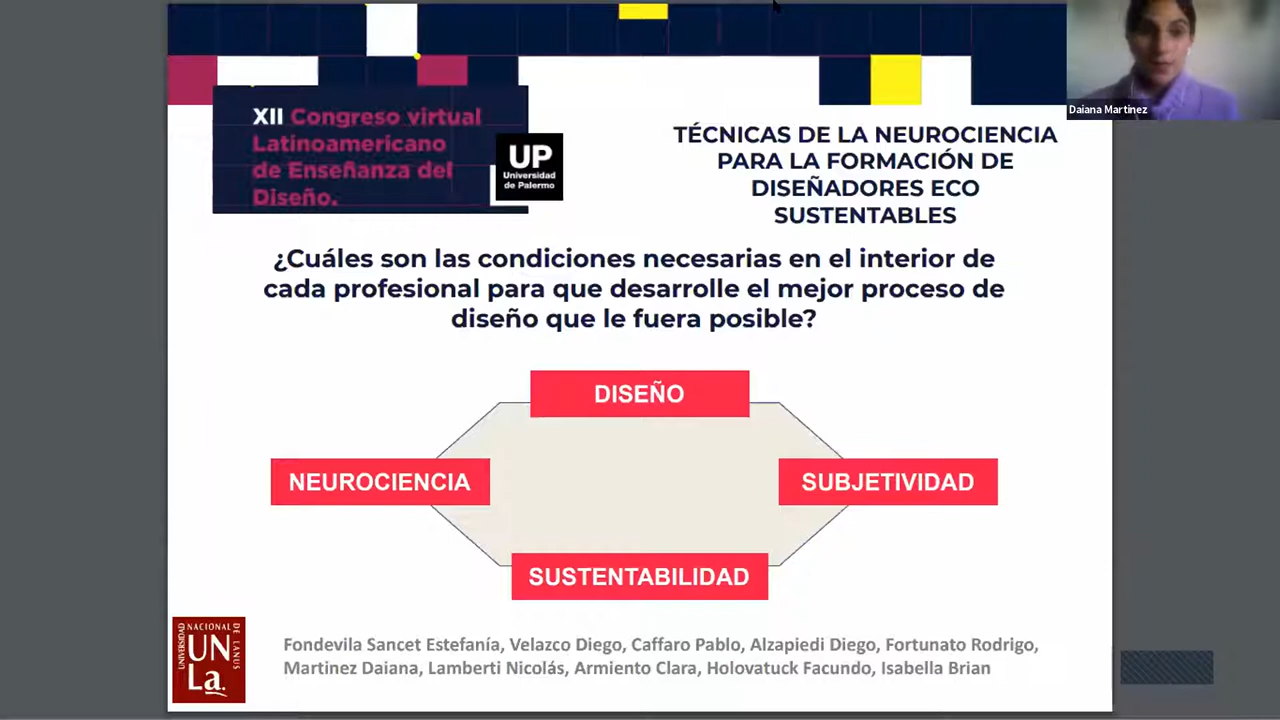 XII Congreso virtual
Latinoamericano
de Enseñanza del
Diseño.
UP
Universidad
de Palermo
Daiana Martinez
TÉCNICAS DE LA NEUROCIENCIA
PARA LA FORMACIÓN DE
DISEÑADORES ECO
SUSTENTABLES
¿Cuáles son las condiciones necesarias en el interior de
cada profesional para que desarrolle el mejor proceso de
diseño que le fuera posible?
DISEÑO
NEUROCIENCIA
SUBJETIVIDAD
SUSTENTABILIDAD
UNIVERSIDAD NACIONAL DE LANUS
UN
La.
Fondevila Sancet Estefanía, Velazco Diego, Caffaro Pablo, Alzapiedi Diego, Fortunato Rodrigo,
Martinez Daiana, Lamberti Nicolás, Armiento Clara, Holovatuck Facundo, Isabella Brian